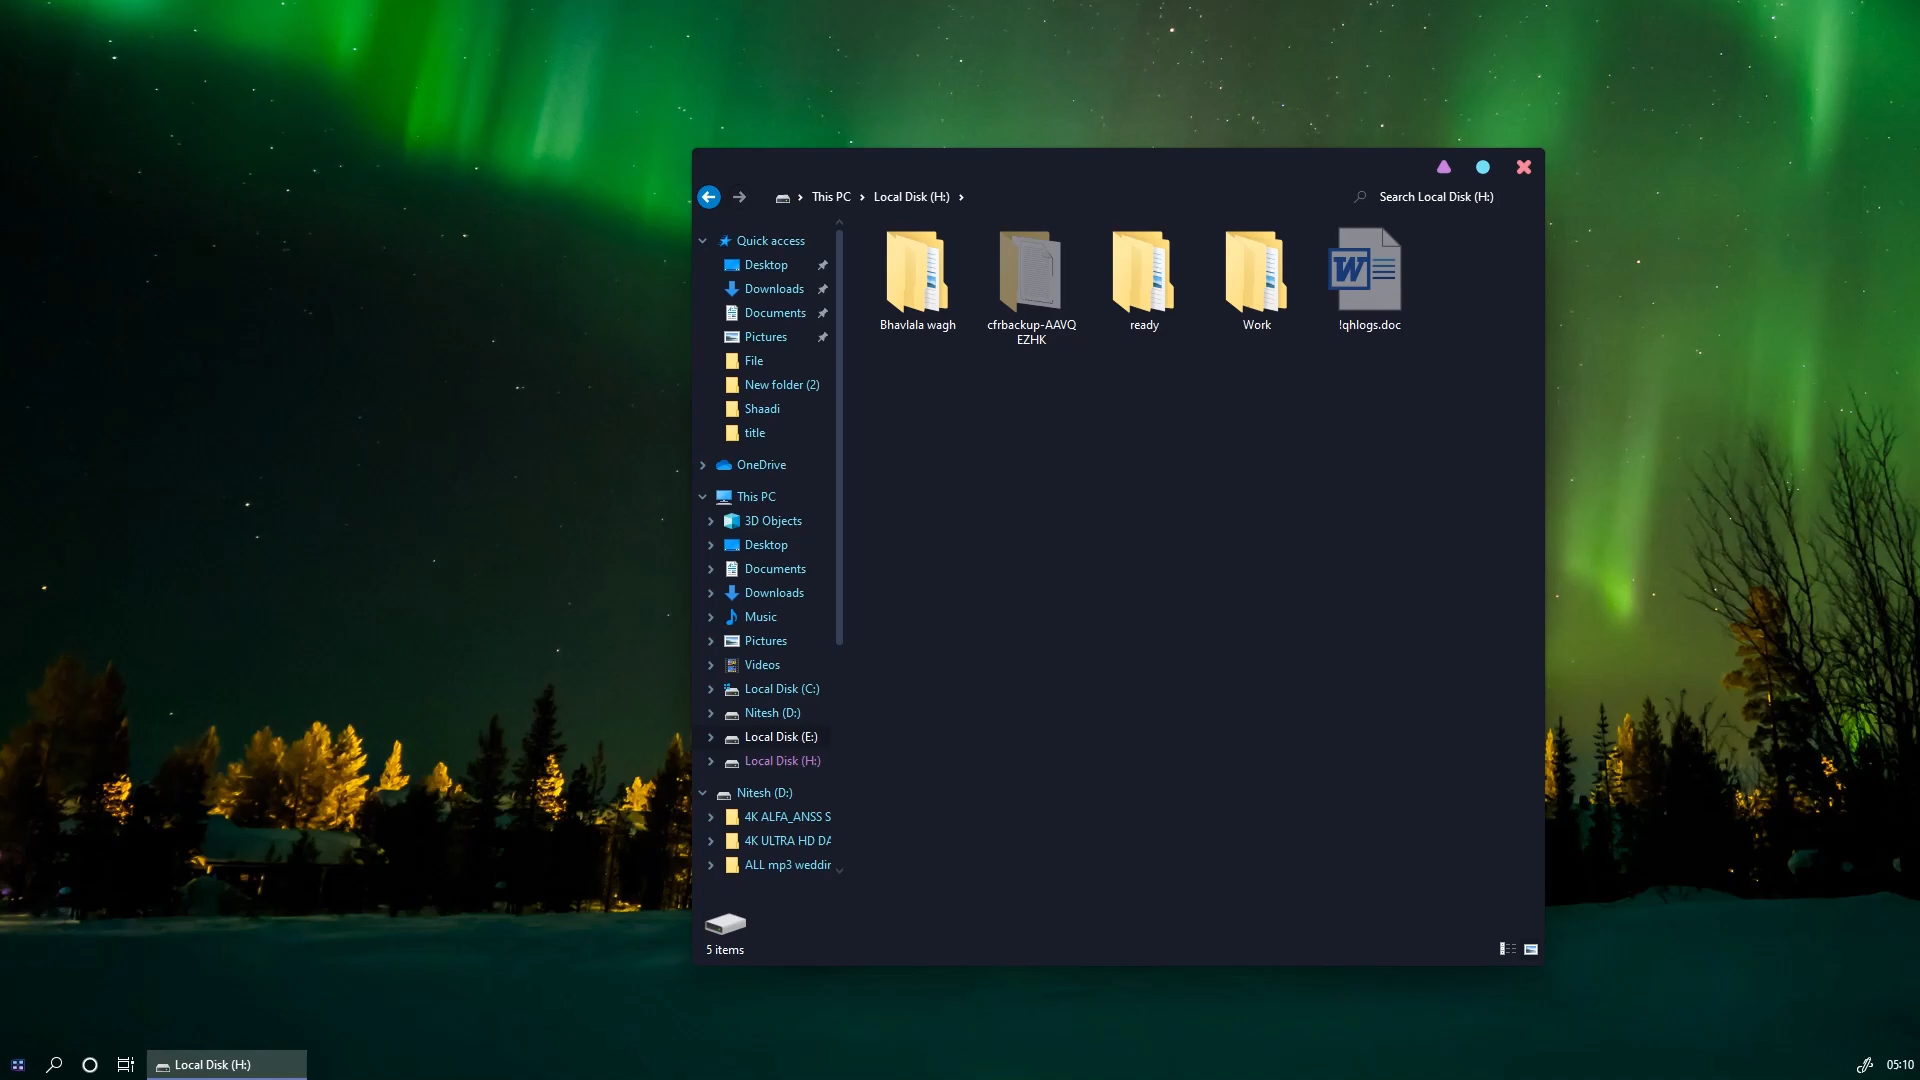 This PC
Local Disk (H:)
Search Local Disk (H:)
Quick access
Desktop
Downloads
Documents
Pictures
File
New folder (2)
Shaadi
title
OneDrive
This PC
3D Objects
Desktop
Documents
Downloads
Music
Pictures
Videos
Local Disk (C:)
Nitesh (D:)
Local Disk (E:)
Local Disk (H:)
Nitesh (D:)
4K ALFA_ANSS S
4K ULTRA HD DA
ALL mp3 weddir
Bhavlala wagh
cfrbackup-AAVQ
EZHK
ready
Work
W
!qhlogs.doc
5 items
Local Disk (H:)
05:10